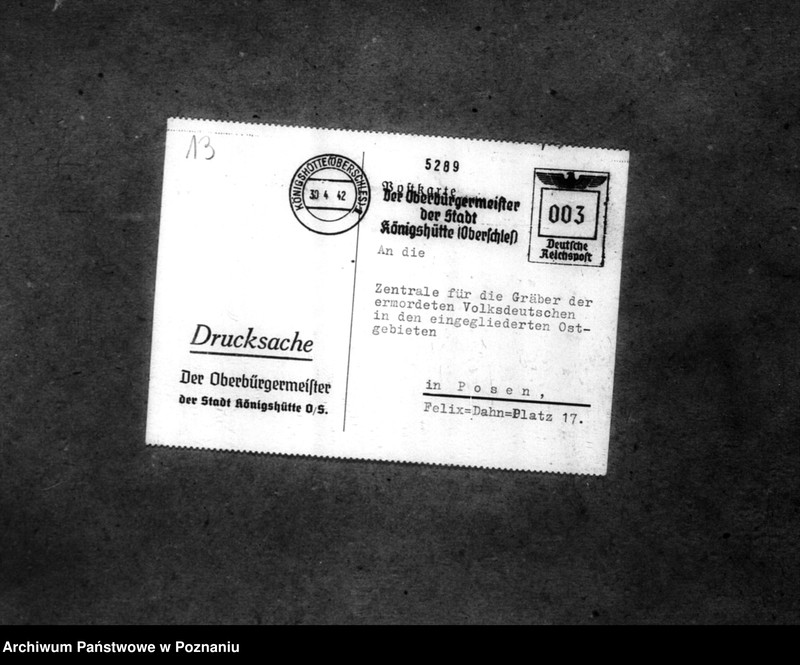 13
KÖNIGSHÜTTE (OBERSCHLES) 1
30 4 42
5289
Postkarte
Der Oberbürgermeister
der Stadt
Königshütte (Oberschles)
003
Deutsche
Reichspost
An die
Zentrale für die Gräber der
ermordeten Volksdeutschen
in den eingegliederten Ost-
gebieten
in Posen,
Felix=Dahn=Platz 17.
Drucksache
Der Oberbürgermeister
der Stadt Königshütte O/S.
Archiwum Państwowe w Poznaniu